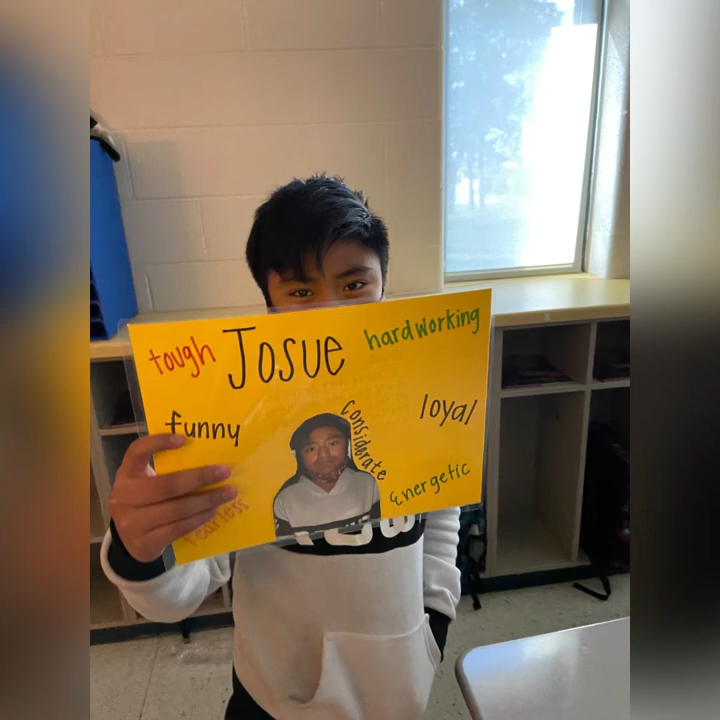 tough
Josue
hardworking
funny
considerate
loyal
fearless
Energetic